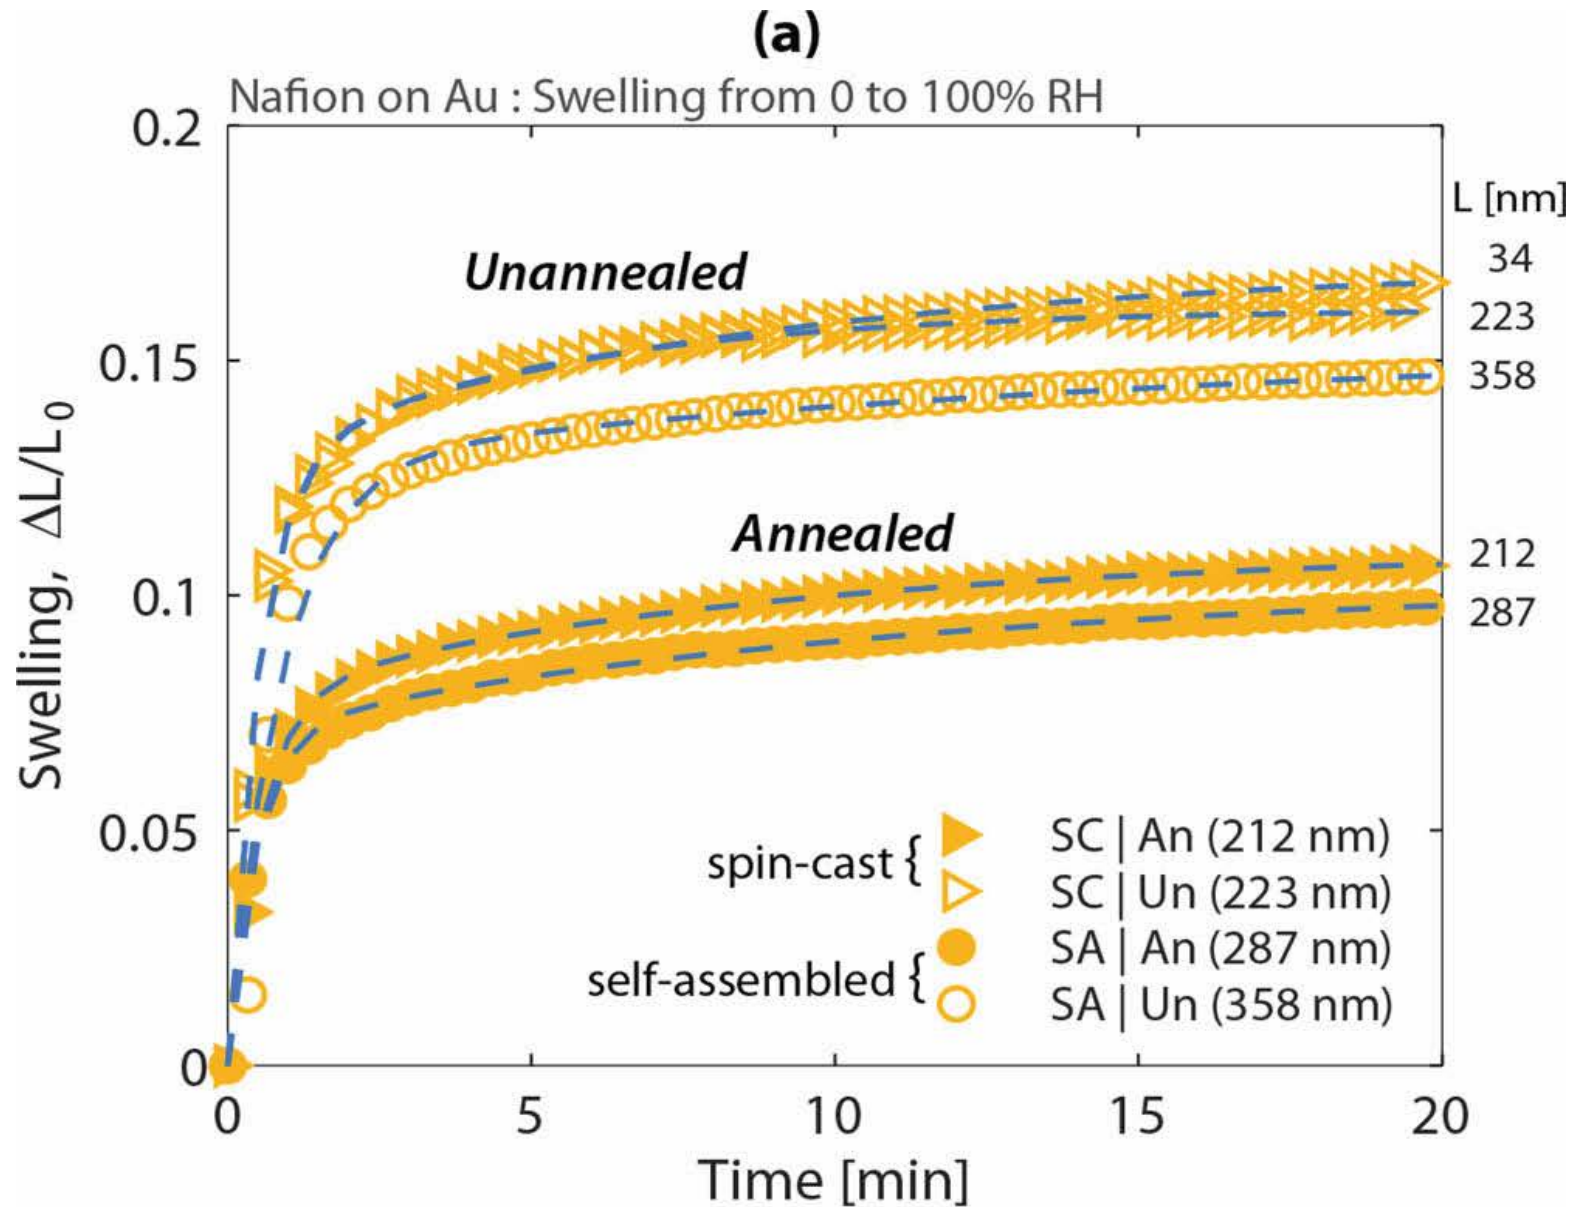 (a)
Nafion on Au : Swelling from 0 to 100% RH
0.2
0.15
0.1
0.05
0
Swelling, ΔL/L₀
Unannealed
Annealed
L [nm]
34
223
358
212
287
spin-cast {
SC | An (212 nm)
SC | Un (223 nm)
self-assembled {
SA | An (287 nm)
SA | Un (358 nm)
0 5 10 15 20
Time [min]